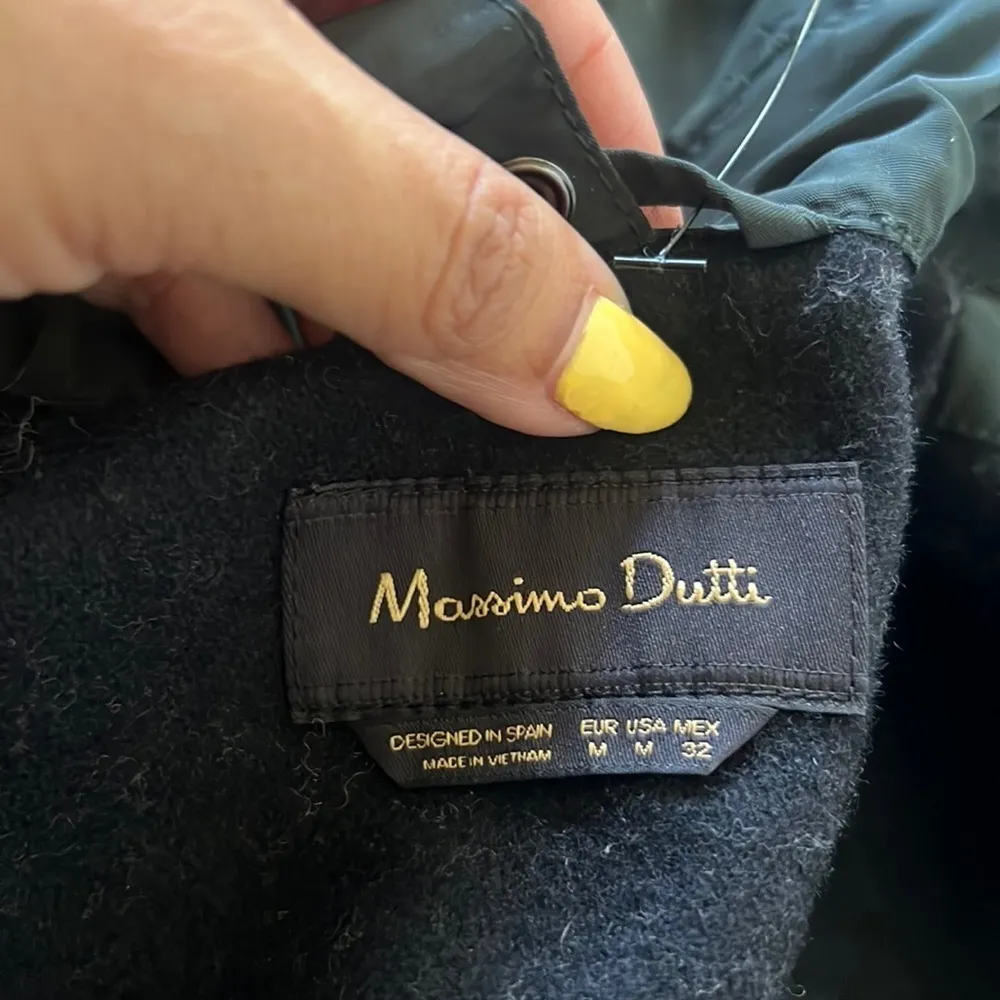 Massimo Dutti
DESIGNED IN SPAIN EUR USA MEX
MADE IN VIETNAM M M 32